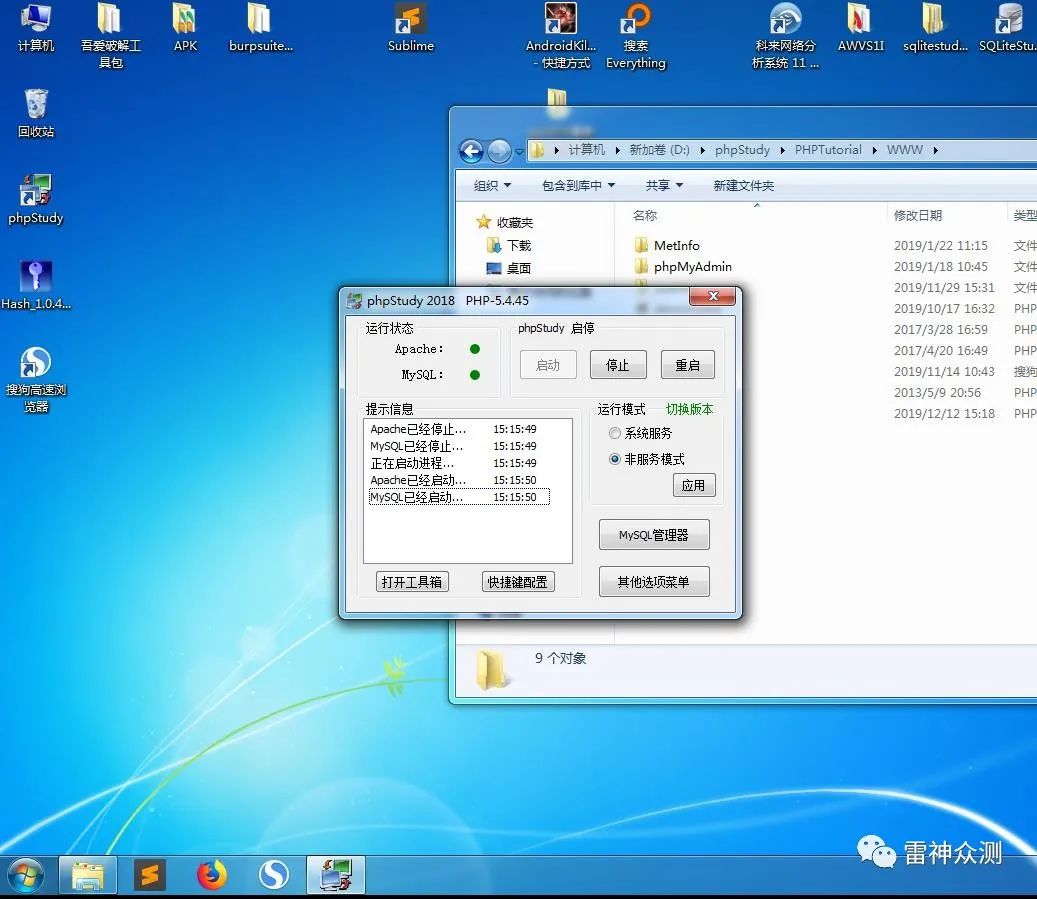 计算机
吾爱破解工
具包
APK
burpsuite...
Sublime
AndroidKil...
- 快捷方式
搜索
Everything
科来网络分
析系统 11 ...
AWVS1I
sqlitestud...
SQLiteStu...
回收站
phpStudy
Hash_1.0.4...
搜狗高速浏
览器
计算机 新加卷 (D:) phpStudy PHPTutorial WWW
组织 包含到库中 共享 新建文件夹
收藏夹
下载
桌面
名称 修改日期 类型
MetInfo 2019/1/22 11:15 文件
phpMyAdmin 2019/1/18 10:45 文件
2019/11/29 15:31 文件
2019/10/17 16:32 PHP
2017/3/28 16:59 PHP
2017/4/20 16:49 PHP
2019/11/14 10:43 搜狗
2013/5/9 20:56 PHP
2019/12/12 15:18 PHP
9 个对象
phpStudy 2018 PHP-5.4.45
运行状态
Apache:
MySQL:
phpStudy 启停
启动 停止 重启
提示信息
Apache已经停止... 15:15:49
MySQL已经停止... 15:15:49
正在启动进程... 15:15:49
Apache已经启动... 15:15:50
MySQL已经启动... 15:15:50
打开工具箱 快捷键配置
运行模式 切换版本
系统服务
非服务模式
应用
MySQL管理器
其他选项菜单
雷神众测